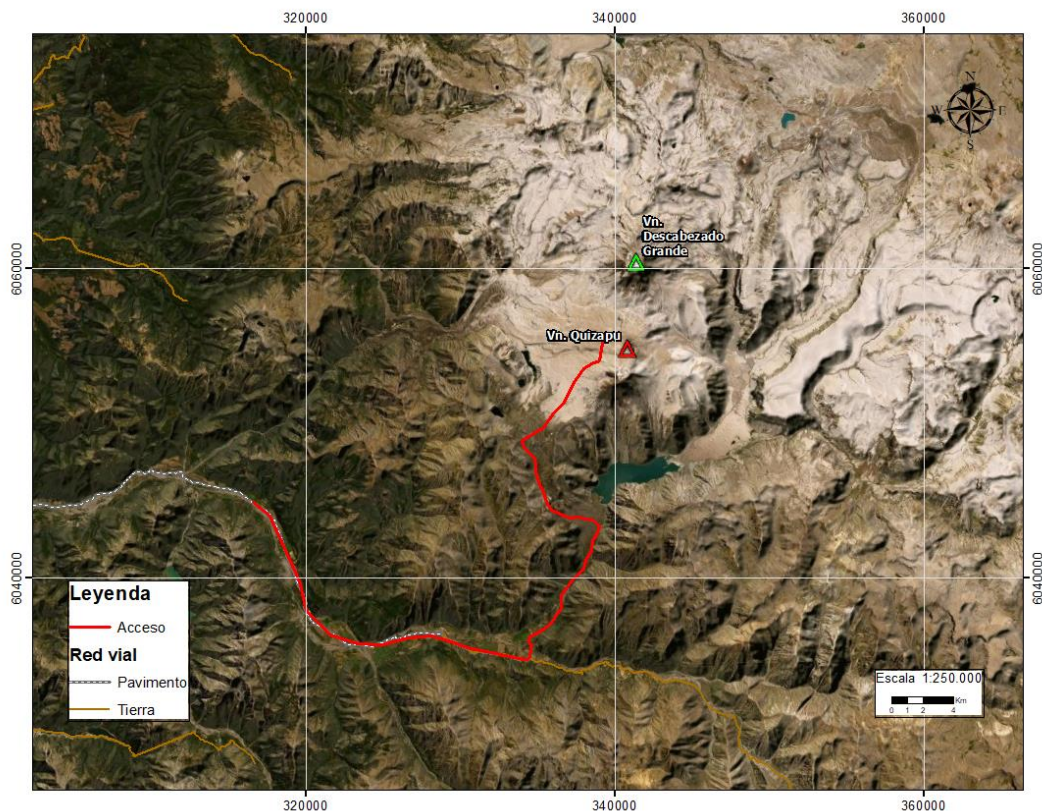 320000
340000
360000
N
W
E
S
Vn.
Descabezado
Grande
6060000
6060000
Vn. Quizapu
6040000
6040000
Leyenda
Acceso
Red vial
Pavimento
Tierra
Escala 1:250.000
0 1 2 4 Km
320000
340000
360000